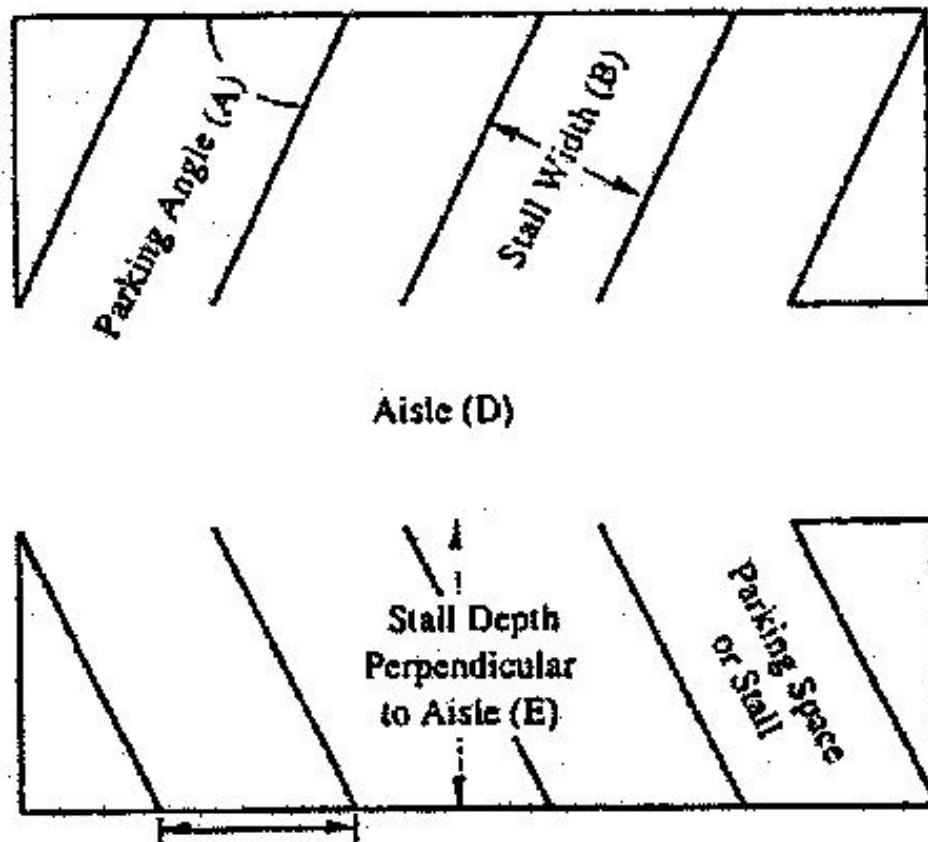 Parking Angle (A)
Stall Width (B)
Aisle (D)
Stall Depth
Perpendicular
to Aisle (E)
Parking Space
or Stall